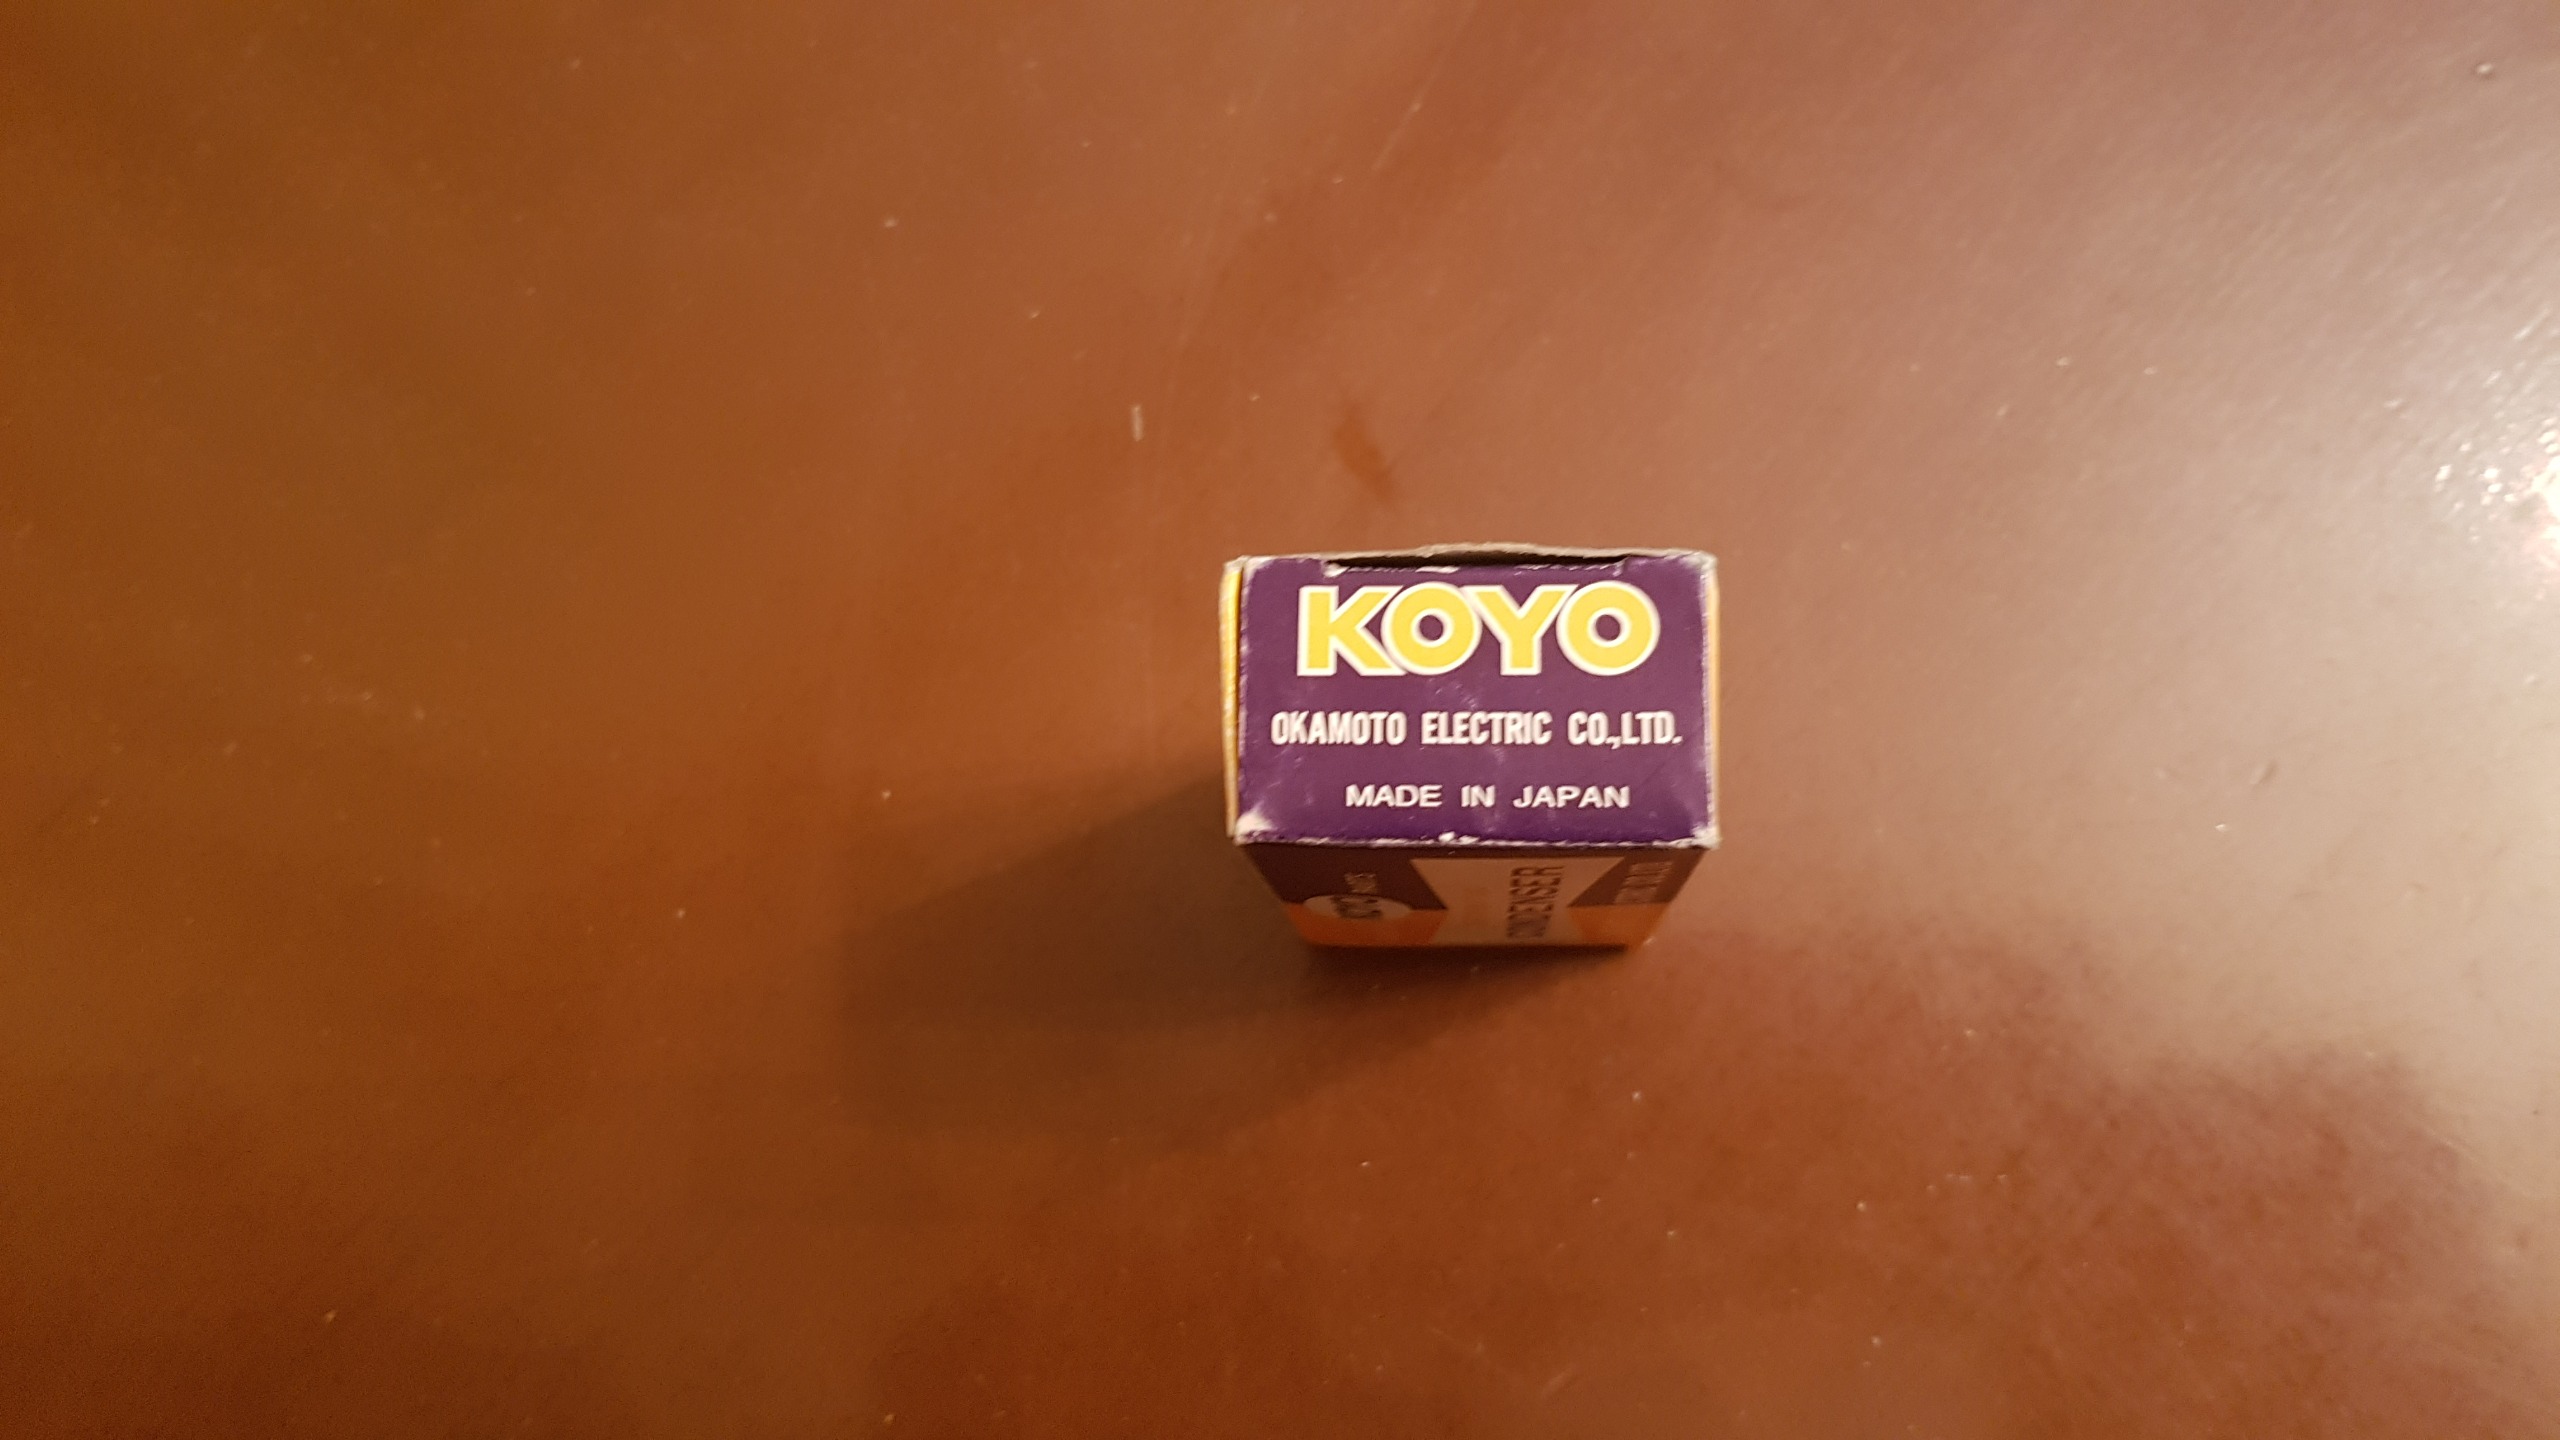 KOYO
OKAMOTO ELECTRIC CO.,LTD.
MADE IN JAPAN
CONDENSER